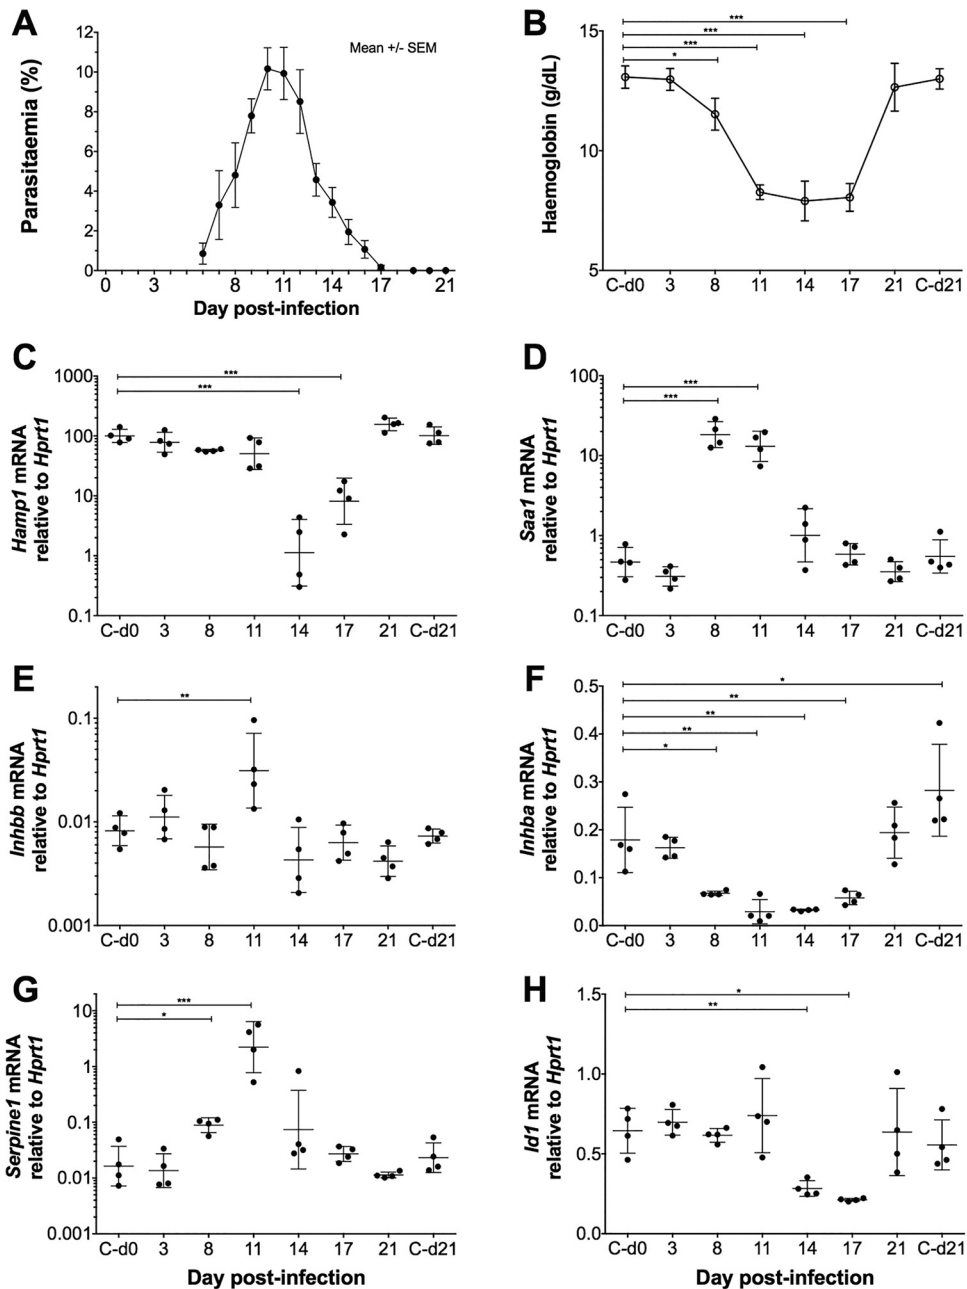 A
Parasitaemia (%)
12
10
8
6
4
2
0
Mean +/- SEM
0 3 8 11 14 17 21
Day post-infection
B
Haemoglobin (g/dL)
15
10
5
***
***
***
*
C-d0 3 8 11 14 17 21 C-d21
C
Hamp1 mRNA
relative to Hprt1
1000
100
10
1
0.1
***
***
C-d0 3 8 11 14 17 21 C-d21
D
Saa1 mRNA
relative to Hprt1
100
10
1
0.1
***
***
C-d0 3 8 11 14 17 21 C-d21
E
Inhbb mRNA
relative to Hprt1
0.1
0.01
0.001
**
C-d0 3 8 11 14 17 21 C-d21
F
Inhba mRNA
relative to Hprt1
0.5
0.4
0.3
0.2
0.1
0.0
*
**
**
**
*
C-d0 3 8 11 14 17 21 C-d21
G
Serpine1 mRNA
relative to Hprt1
10
1
0.1
0.01
0.001
***
*
C-d0 3 8 11 14 17 21 C-d21
Day post-infection
H
Id1 mRNA
relative to Hprt1
1.5
1.0
0.5
0.0
*
**
C-d0 3 8 11 14 17 21 C-d21
Day post-infection